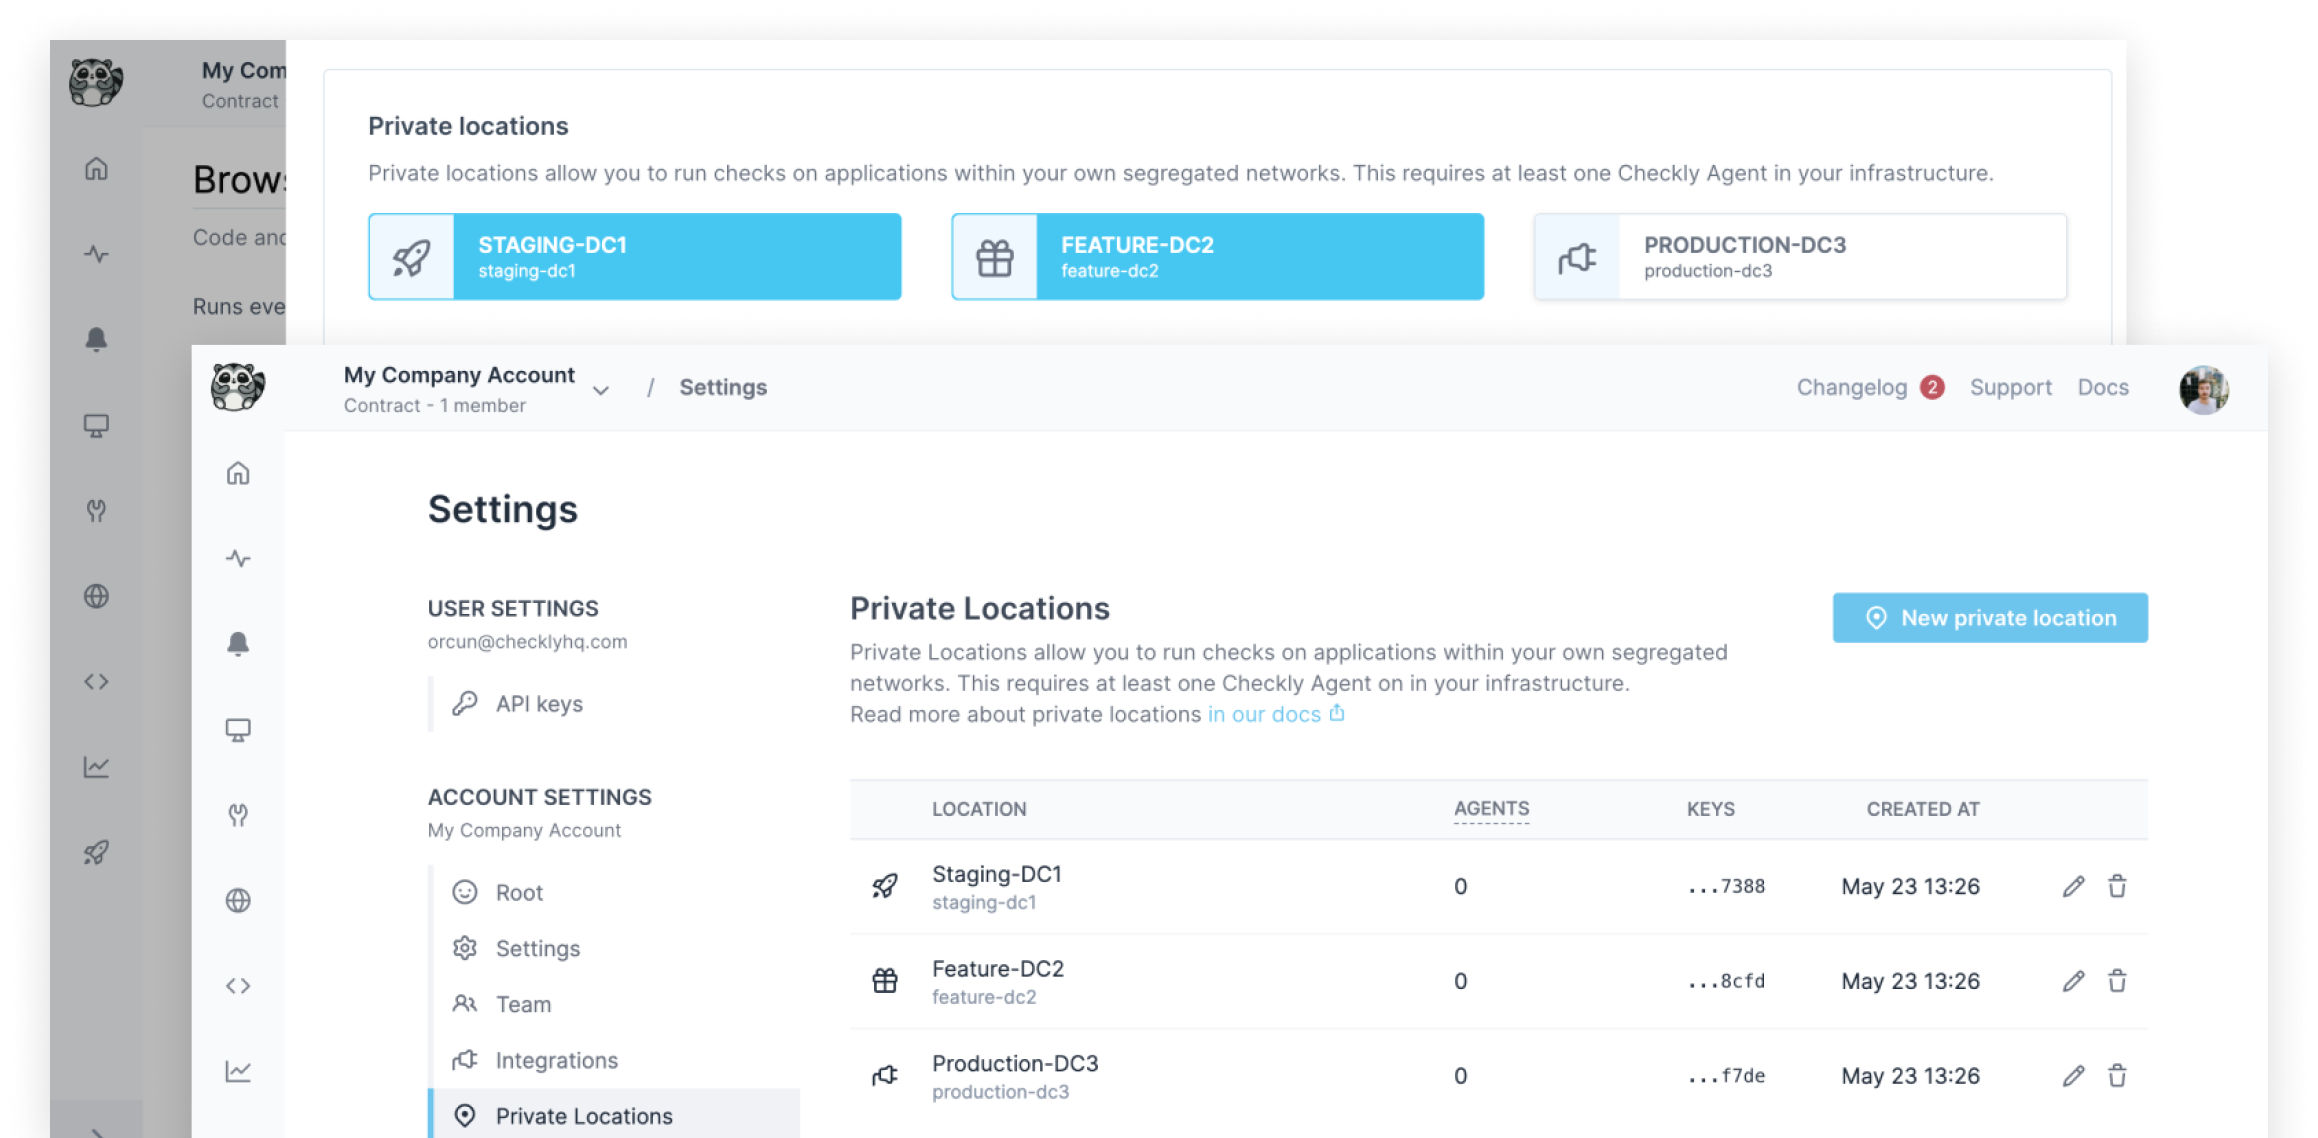 My Com
Contract
Brows
Code and
Runs eve
Private locations
Private locations allow you to run checks on applications within your own segregated networks. This requires at least one Checkly Agent in your infrastructure.
STAGING-DC1
staging-dc1
FEATURE-DC2
feature-dc2
PRODUCTION-DC3
production-dc3
My Company Account
Contract - 1 member
/ Settings
Changelog 2 Support Docs
Settings
USER SETTINGS
orcun@checklyhq.com
API keys
ACCOUNT SETTINGS
My Company Account
Root
Settings
Team
Integrations
Private Locations
Private Locations
Private Locations allow you to run checks on applications within your own segregated
networks. This requires at least one Checkly Agent on in your infrastructure.
Read more about private locations in our docs
New private location
LOCATION AGENTS KEYS CREATED AT
Staging-DC1
staging-dc1
0 ...7388 May 23 13:26
Feature-DC2
feature-dc2
0 ...8cfd May 23 13:26
Production-DC3
production-dc3
0 ...f7de May 23 13:26